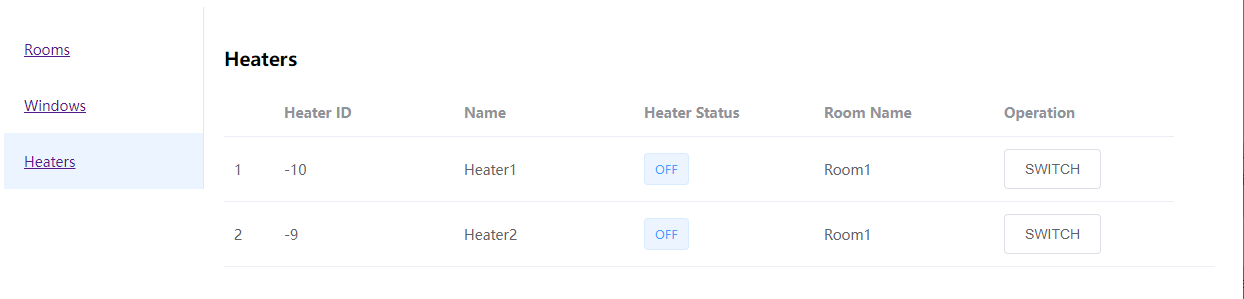 Rooms
Windows
Heaters
Heaters
Heater ID Name Heater Status Room Name Operation
1 -10 Heater1 OFF Room1 SWITCH
2 -9 Heater2 OFF Room1 SWITCH